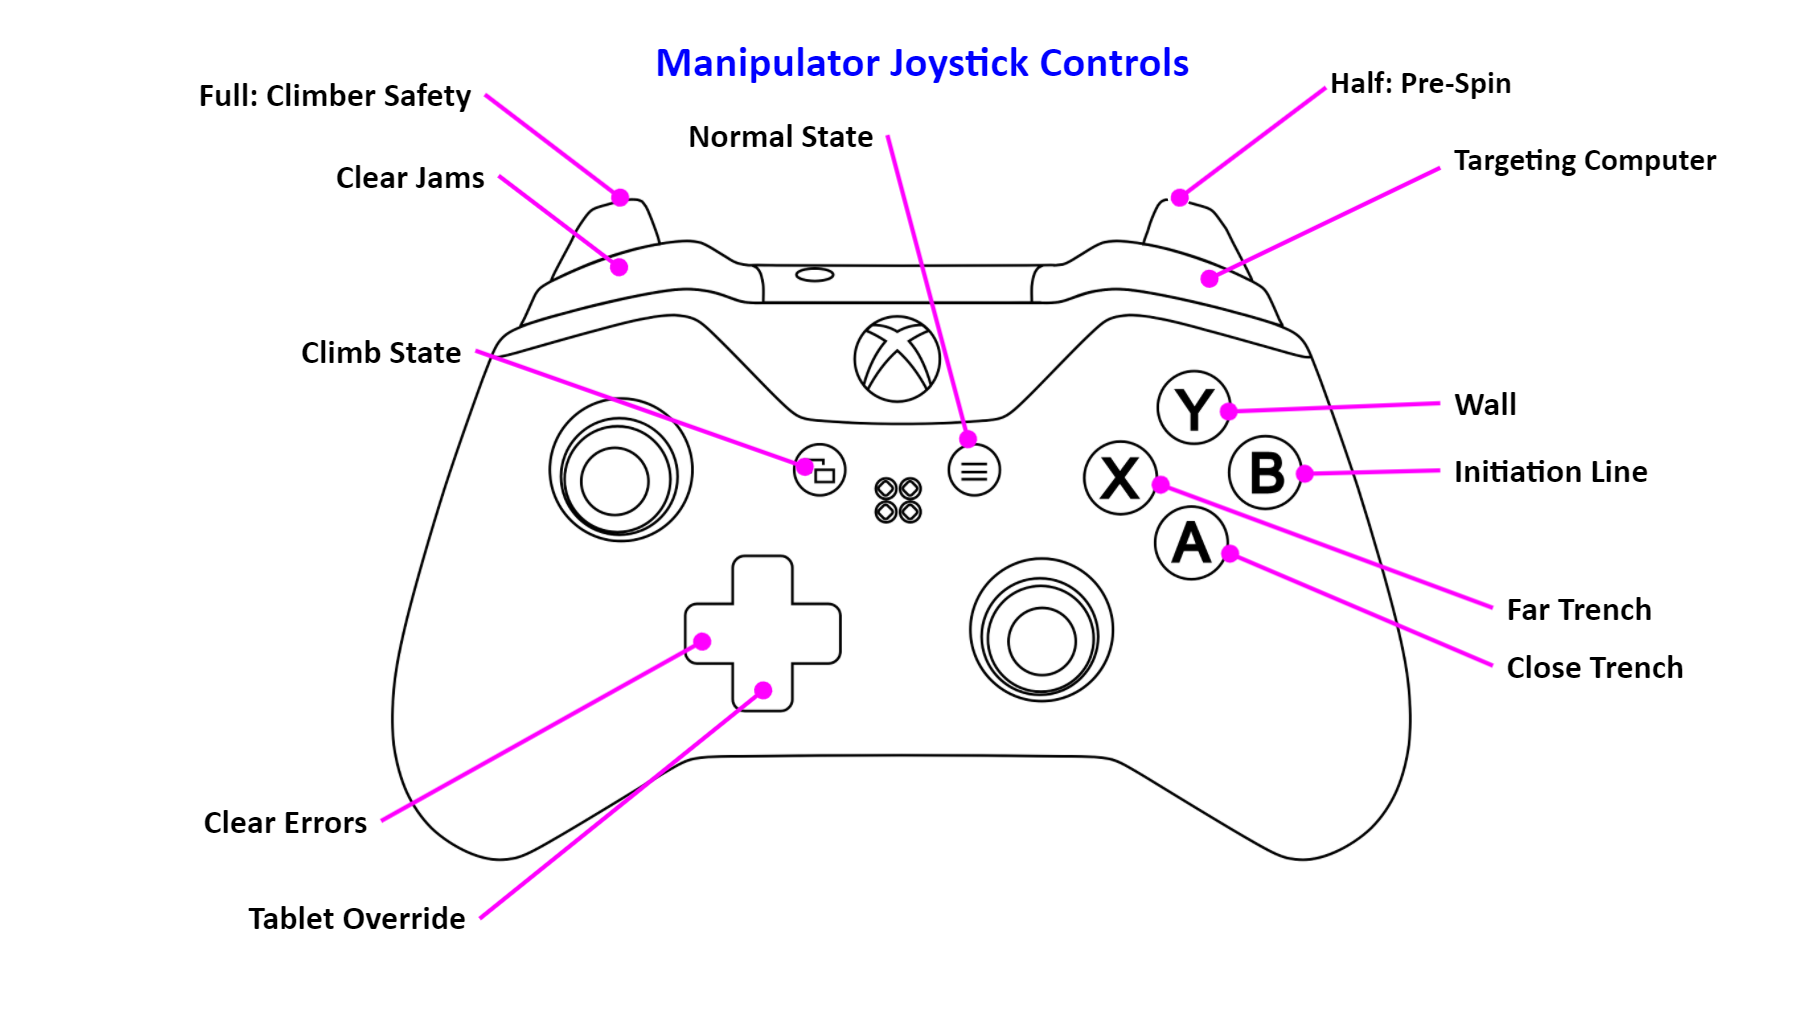 Manipulator Joystick Controls
Full: Climber Safety
Half: Pre-Spin
Normal State
Clear Jams
Targeting Computer
Climb State
Y
Wall
X
B
Initiation Line
A
Far Trench
Close Trench
Clear Errors
Tablet Override